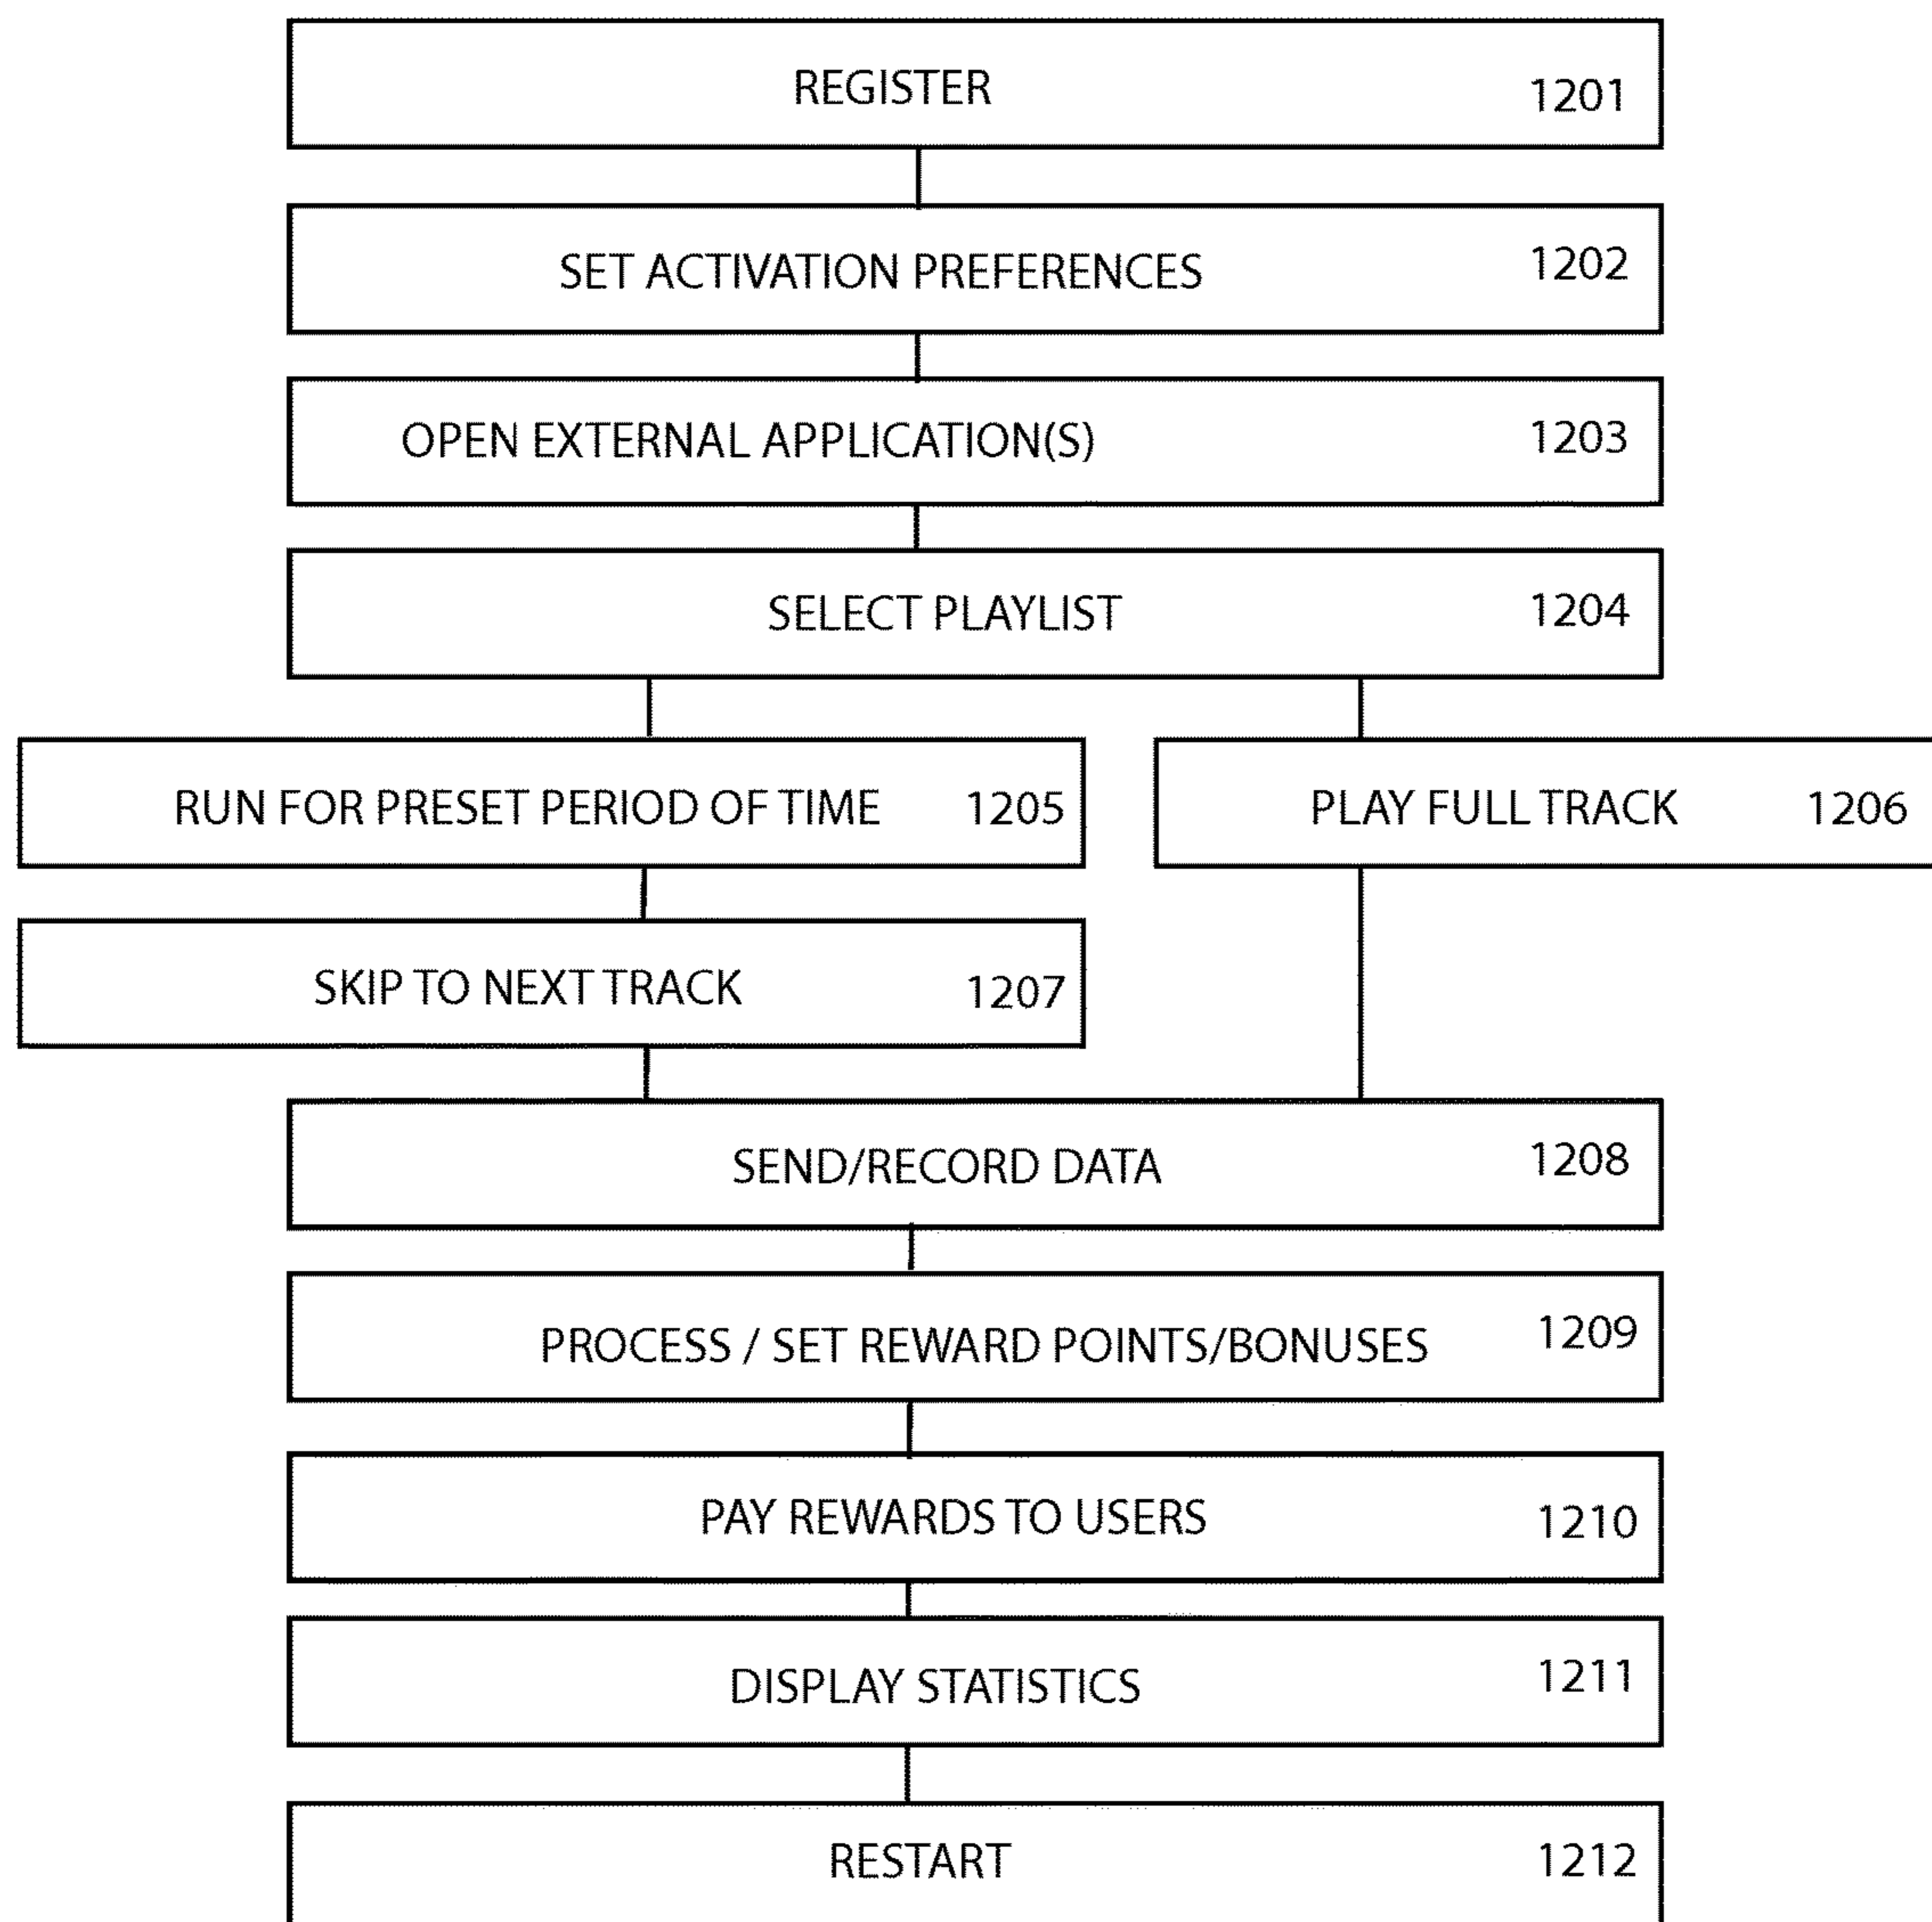 REGISTER 1201
SET ACTIVATION PREFERENCES 1202
OPEN EXTERNAL APPLICATION(S) 1203
SELECT PLAYLIST 1204
RUN FOR PRESET PERIOD OF TIME 1205
PLAY FULL TRACK 1206
SKIP TO NEXT TRACK 1207
SEND/RECORD DATA 1208
PROCESS / SET REWARD POINTS/BONUSES 1209
PAY REWARDS TO USERS 1210
DISPLAY STATISTICS 1211
RESTART 1212